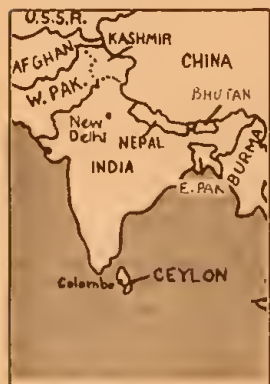 U.S.S.R.
AFGHAN
KASHMIR
CHINA
W. PAK.
BHUTAN
New
Delhi
NEPAL
BURMA
INDIA
E. PAK
Colombo
CEYLON